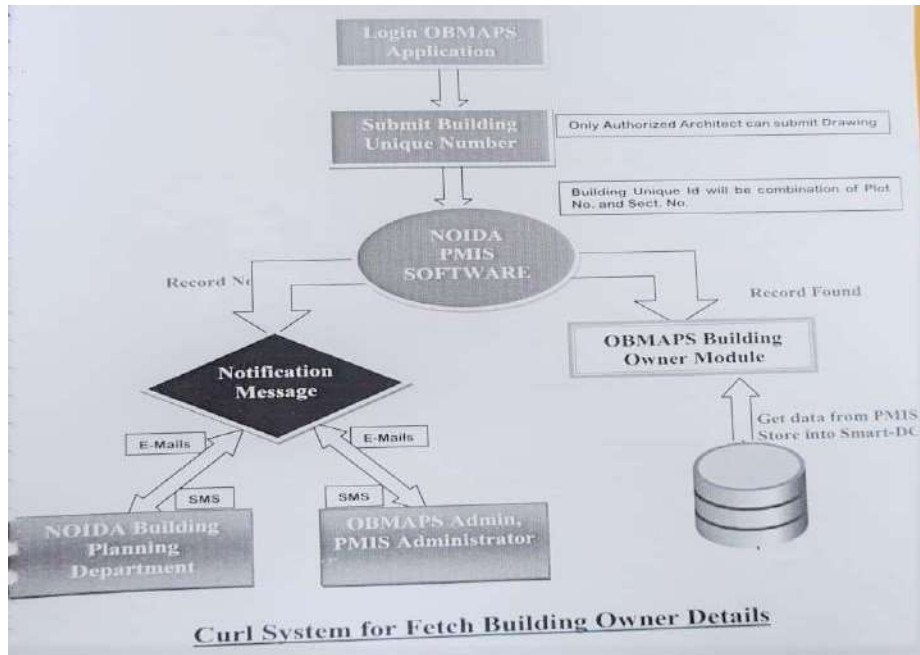 Login OBMAPS
Application
Submit Building
Unique Number
Only Authorized Architect can submit Drawing
Building Unique Id will be combination of Plot
No. and Sect. No.
NOIDA
PMIS
SOFTWARE
Record
Record Found
OBMAPS Building
Owner Module
Notification
Message
Get data from PMIS
Store into
E-Mails
E-Mails
SMS
SMS
NOIDA Building
Planning
Department
OBMAPS Admin,
PMIS Administrator
Curl System for Fetch Building Owner Details